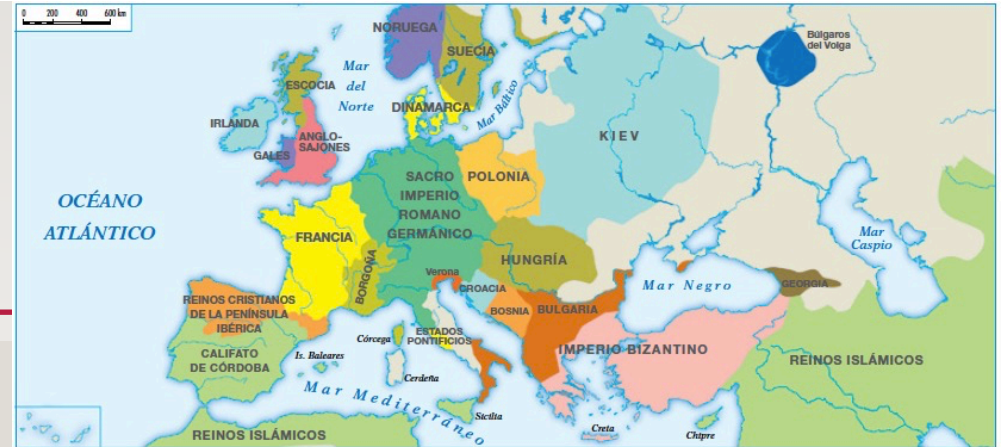 0 200 400 600 km
NORUEGA
SUECIA
Búlgaros
del Volga
Mar
del
Norte
ESCOCIA
DINAMARCA
Mar Báltico
IRLANDA
ANGLO-
SAJONES
GALES
KIEV
SACRO
IMPERIO
ROMANO
GERMÁNICO
POLONIA
OCÉANO
ATLÁNTICO
FRANCIA
BORGOÑA
HUNGRÍA
Mar
Caspio
Verona
CROACIA
Mar Negro
GEORGIA
REINOS CRISTIANOS
DE LA PENÍNSULA
IBÉRICA
BOSNIA
BULGARIA
Córcega
ESTADOS
PONTIFICIOS
CALIFATO
DE CÓRDOBA
Is. Baleares
IMPERIO BIZANTINO
REINOS ISLÁMICOS
Cerdeña
Mar Mediterráneo
Sicilia
Creta
Chipre
REINOS ISLÁMICOS